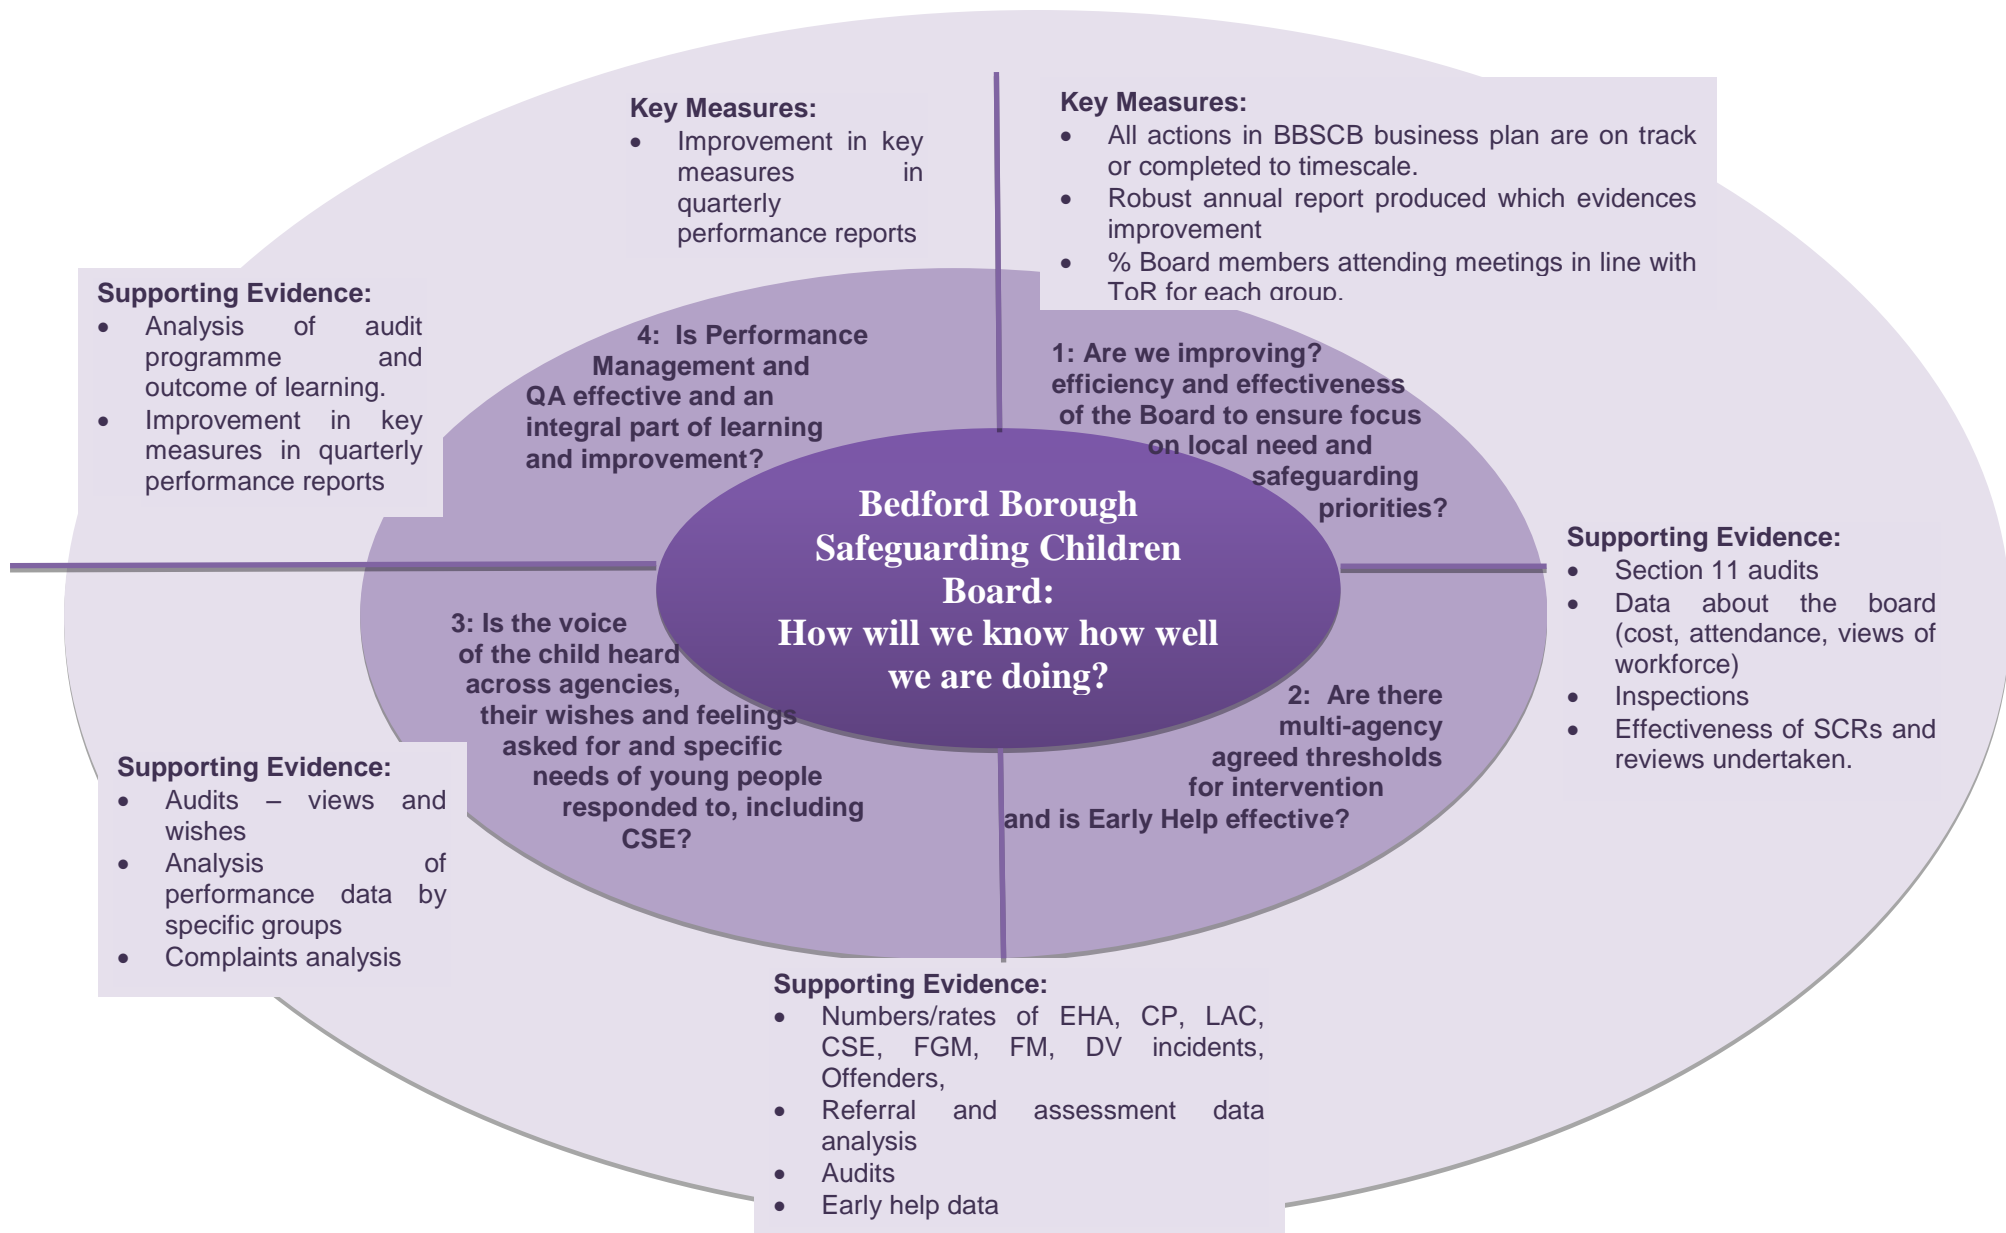 Key Measures:
• Improvement in key
measures in
quarterly
performance reports
Key Measures:
• All actions in BBSCB business plan are on track
or completed to timescale.
• Robust annual report produced which evidences
improvement
• % Board members attending meetings in line with
ToR for each group.
Supporting Evidence:
• Analysis of audit
programme and
outcome of learning.
• Improvement in key
measures in quarterly
performance reports
4: Is Performance
Management and
QA effective and an
integral part of learning
and improvement?
1: Are we improving?
efficiency and effectiveness
of the Board to ensure focus
on local need and
safeguarding
priorities?
Bedford Borough
Safeguarding Children
Board:
How will we know how well
we are doing?
Supporting Evidence:
• Section 11 audits
• Data about the board
(cost, attendance, views of
workforce)
• Inspections
• Effectiveness of SCRs and
reviews undertaken.
3: Is the voice
of the child heard
across agencies,
their wishes and feelings
asked for and specific
needs of young people
responded to, including
CSE?
2: Are there
multi-agency
agreed thresholds
for intervention
and is Early Help effective?
Supporting Evidence:
• Audits – views and
wishes
• Analysis of
performance data by
specific groups
• Complaints analysis
Supporting Evidence:
• Numbers/rates of EHA, CP, LAC,
CSE, FGM, FM, DV incidents,
Offenders,
• Referral and assessment data
analysis
• Audits
• Early help data